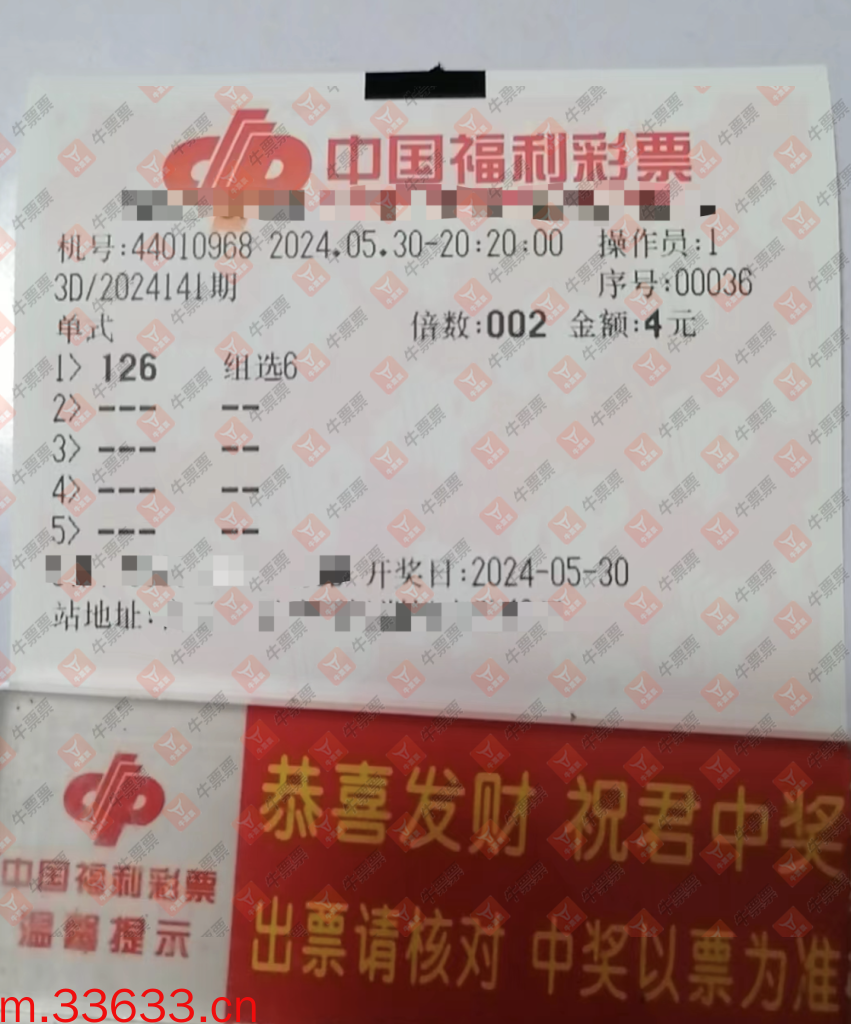 中国福利彩票
机号:44010968 2024.05.30-20:20:00 操作员:1
3D/2024141期 序号:00036
单式 倍数:002 金额:4元
1> 126 组选6
2> --- --
3> --- --
4> --- --
5> --- --
开奖日:2024-05-30
站地址:
恭喜发财 祝君中奖
中国福利彩票
温馨提示
出票请核对 中奖以票为准
m.33633.cn
牛票票